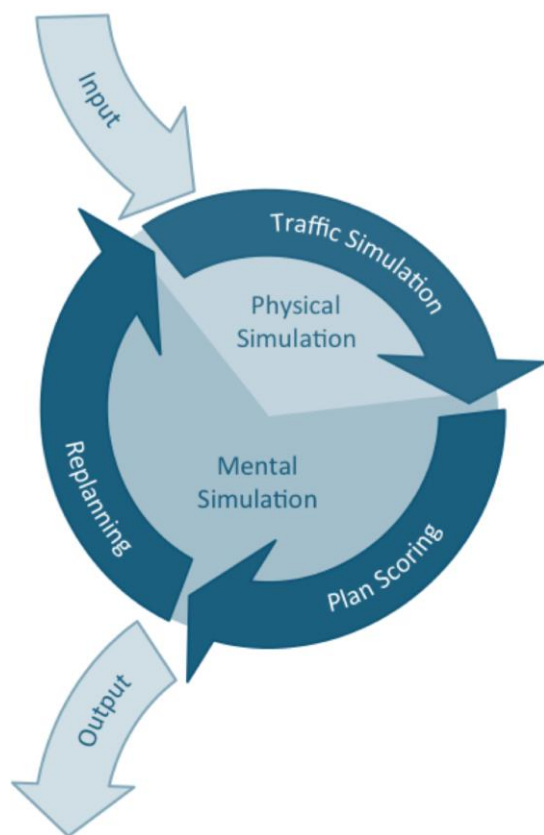 Input
Traffic Simulation
Physical
Simulation
Mental
Simulation
Replanning
Plan Scoring
Output